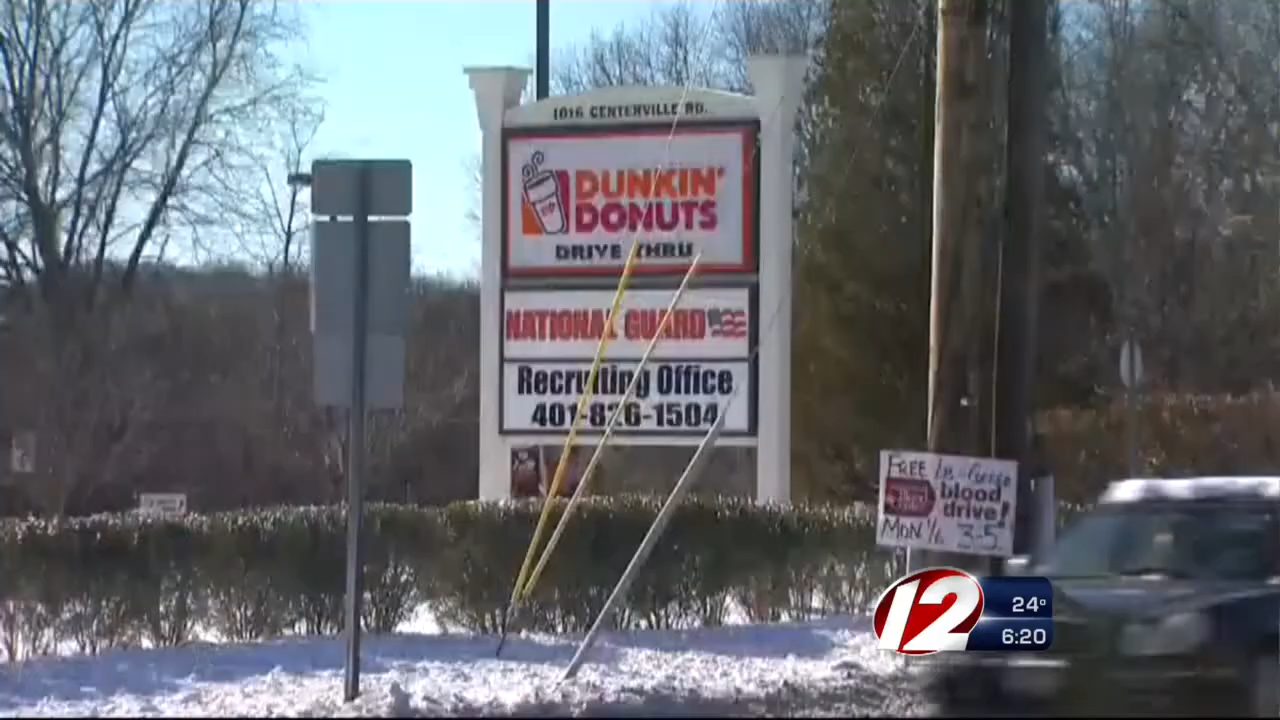 1016 CENTERVILLE RD.
DUNKIN'
DONUTS
DRIVE THRU
NATIONAL GUARD
Recruiting Office
401-826-1504
FREE
blood
drive!
MON 1/6 3-5
12
24°
6:20